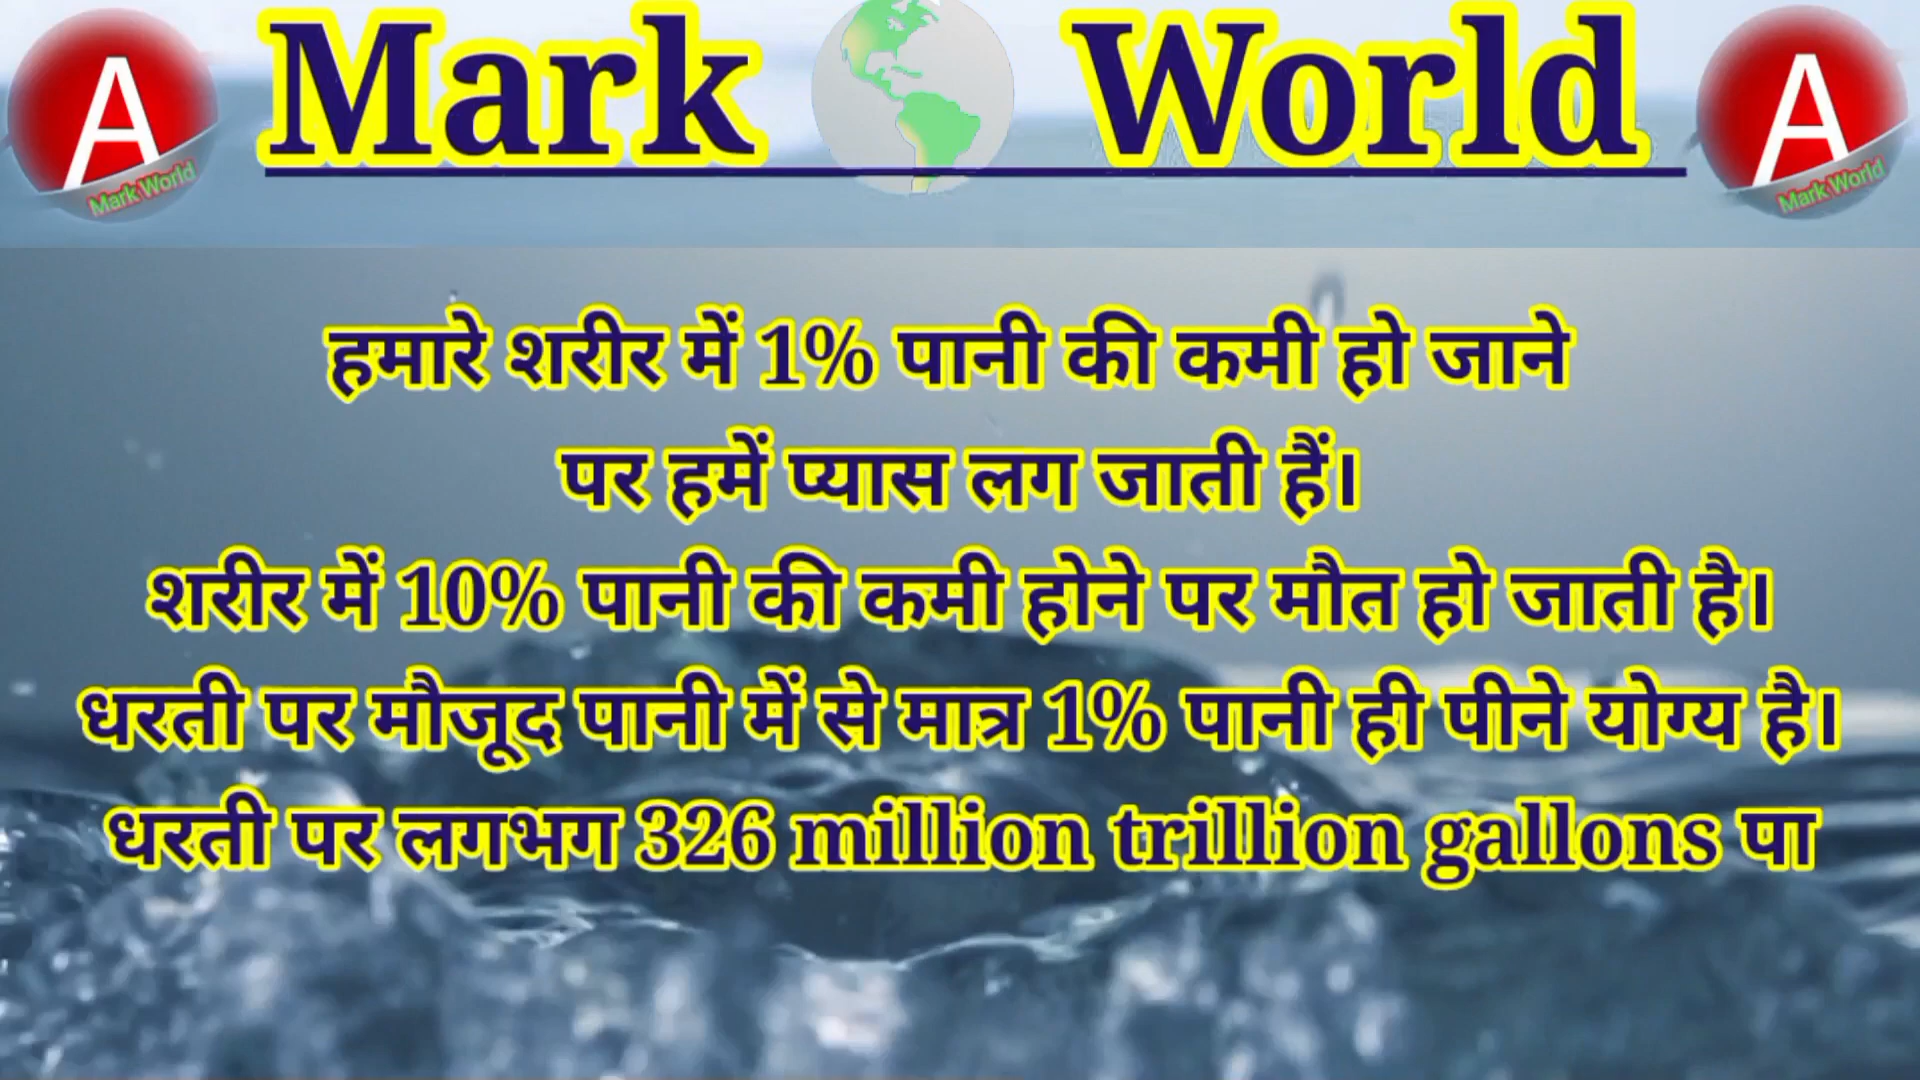 A Mark World A
Mark World
Mark World
हमारे शरीर में 1% पानी की कमी हो जाने
पर हमें प्यास लग जाती हैं।
शरीर में 10% पानी की कमी होने पर मौत हो जाती है।
धरती पर मौजूद पानी में से मात्र 1% पानी ही पीने योग्य है।
धरती पर लगभग 326 million trillion gallons पा